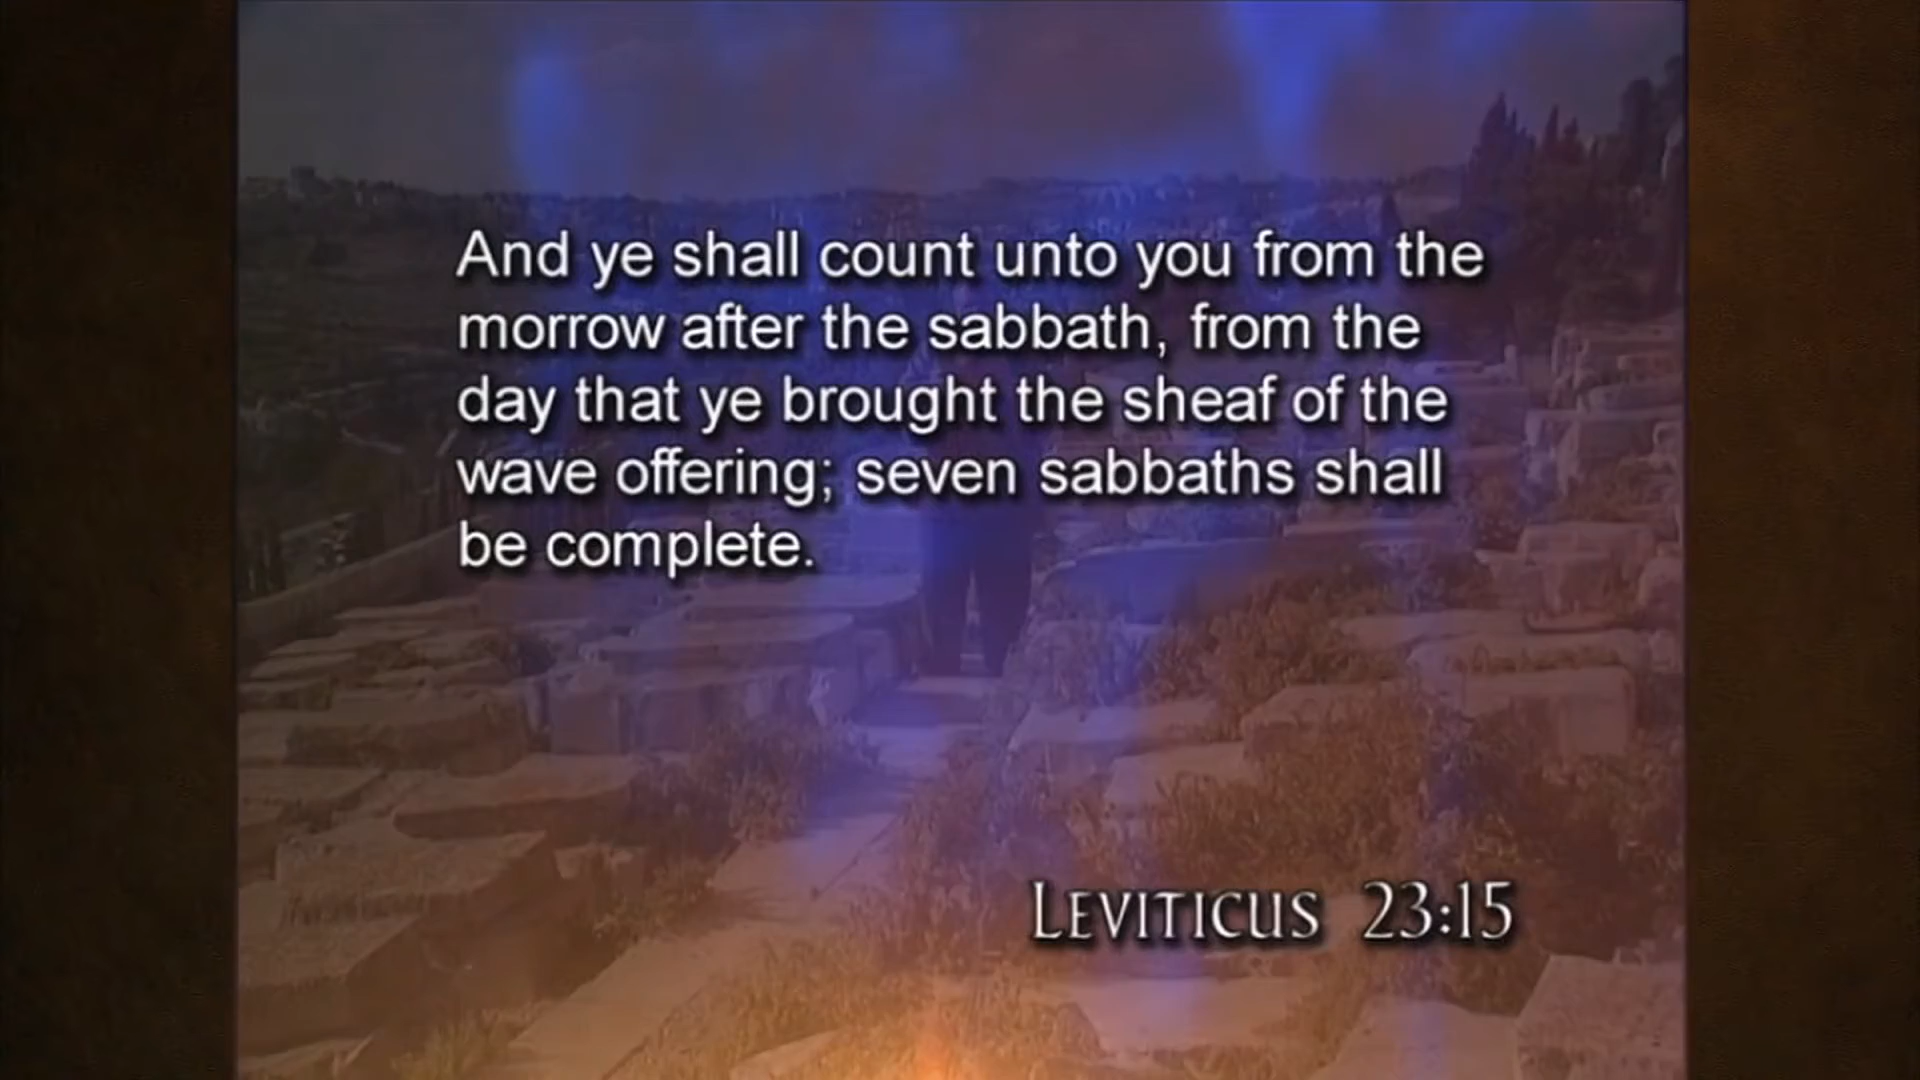 And ye shall count unto you from the
morrow after the sabbath, from the
day that ye brought the sheaf of the
wave offering; seven sabbaths shall
be complete.
LEVITICUS 23:15